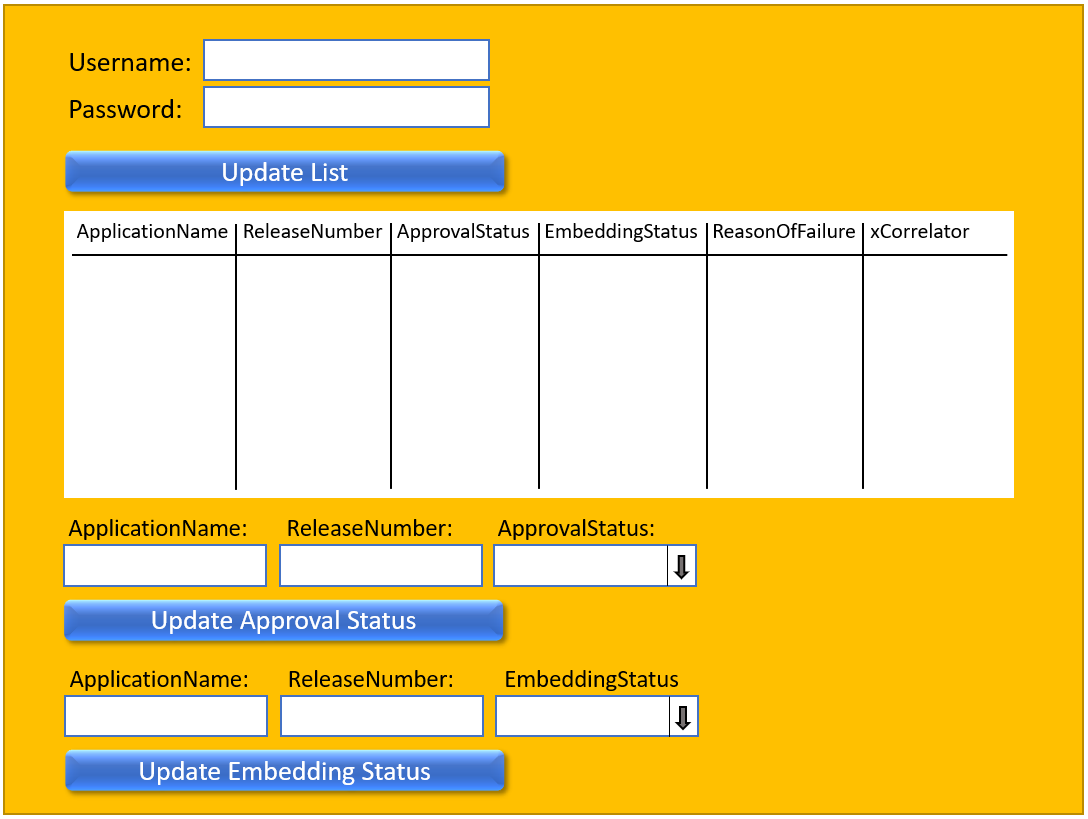 Username:
Password:
Update List
ApplicationName ReleaseNumber ApprovalStatus EmbeddingStatus ReasonOfFailure xCorrelator
ApplicationName: ReleaseNumber: ApprovalStatus:
Update Approval Status
ApplicationName: ReleaseNumber: EmbeddingStatus
Update Embedding Status